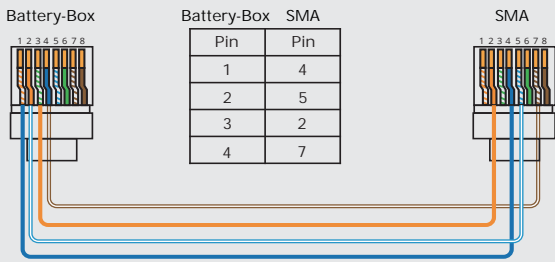 Battery-Box
Battery-Box SMA
SMA
1 2 3 4 5 6 7 8
Pin Pin
1 4
2 5
3 2
4 7
1 2 3 4 5 6 7 8